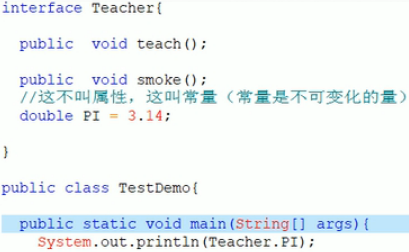 interface Teacher{
public void teach();
public void smoke();
//这不叫属性，这叫常量（常量是不可变化的量）
double PI = 3.14;
}
public class TestDemo{
public static void main(String[] args){
System.out.println(Teacher.PI);